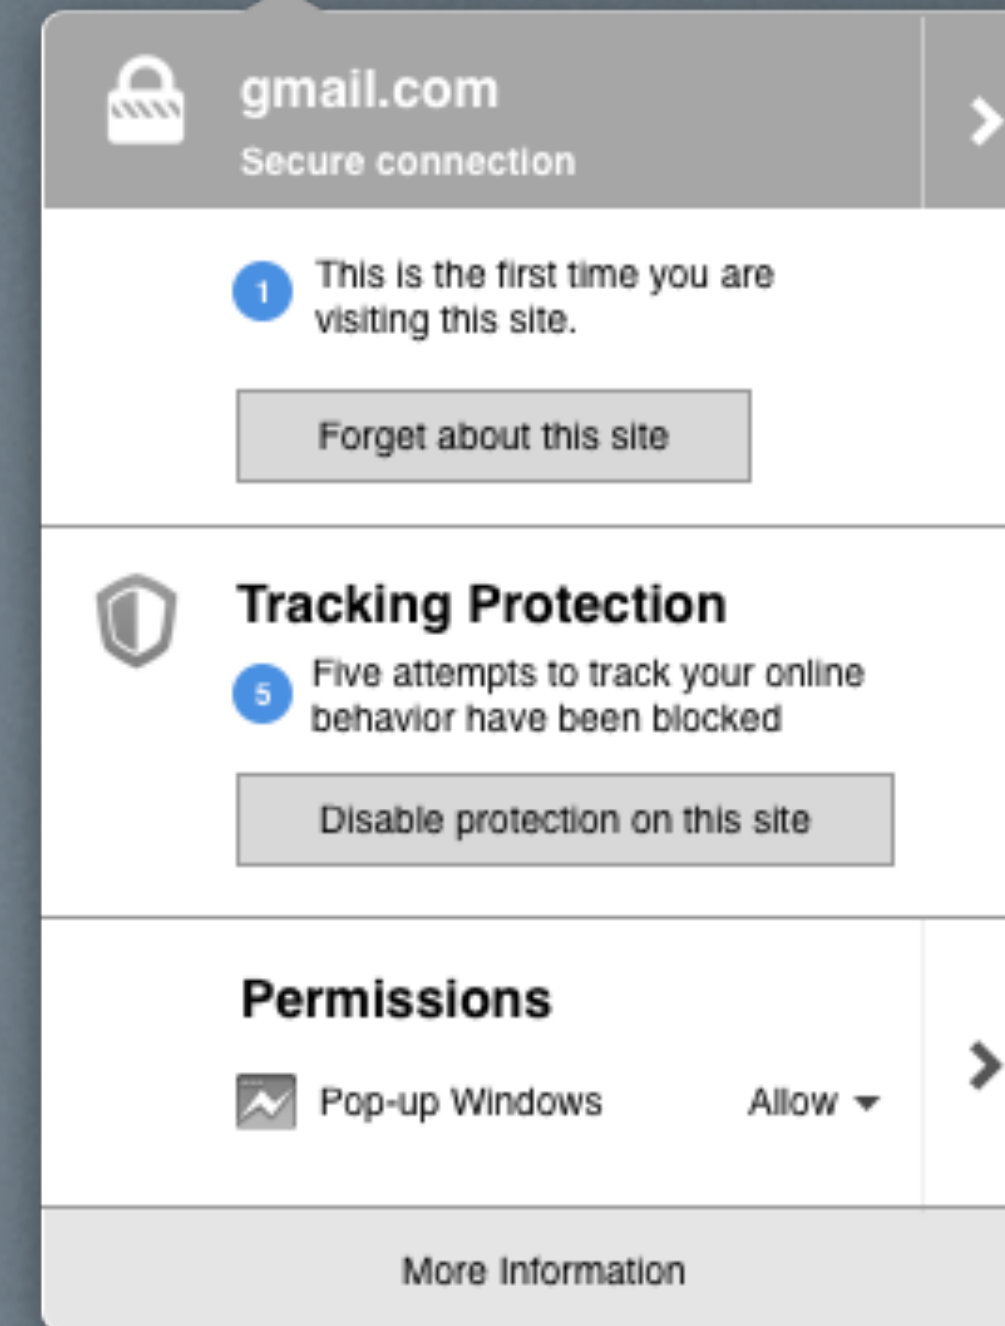 gmail.com
Secure connection
1
This is the first time you are
visiting this site.
Forget about this site
Tracking Protection
5
Five attempts to track your online
behavior have been blocked
Disable protection on this site
Permissions
Pop-up Windows Allow
More Information